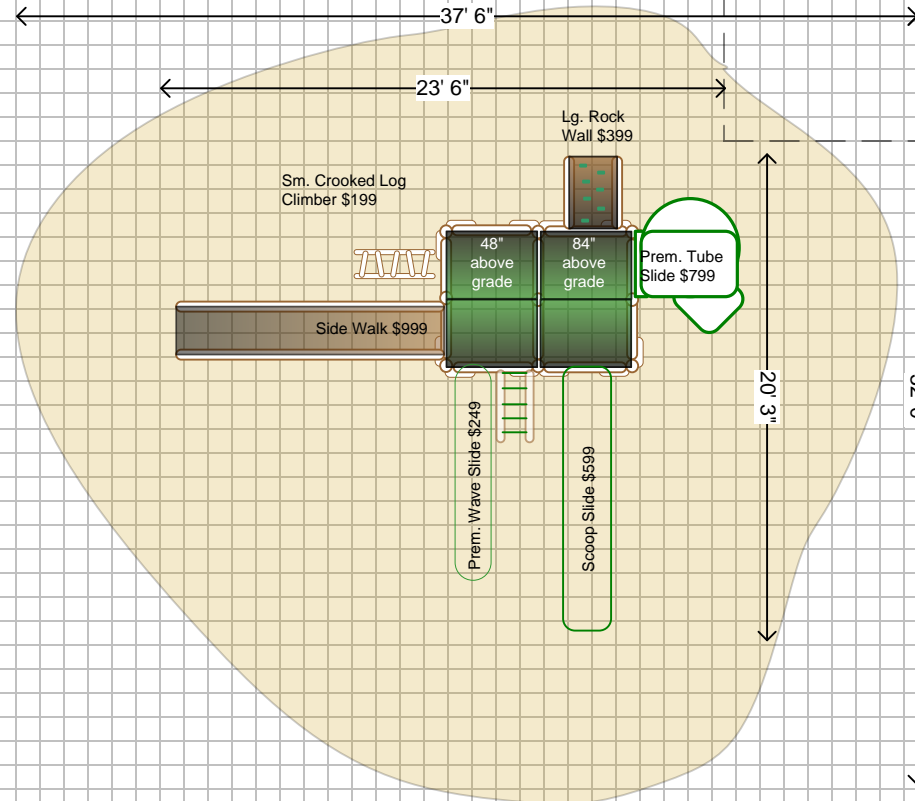 37' 6"
23' 6"
Lg. Rock
Wall $399
Sm. Crooked Log
Climber $199
48"
above
grade
84"
above
grade
Prem. Tube
Slide $799
Side Walk $999
20' 3"
Prem. Wave Slide $249
Scoop Slide $599